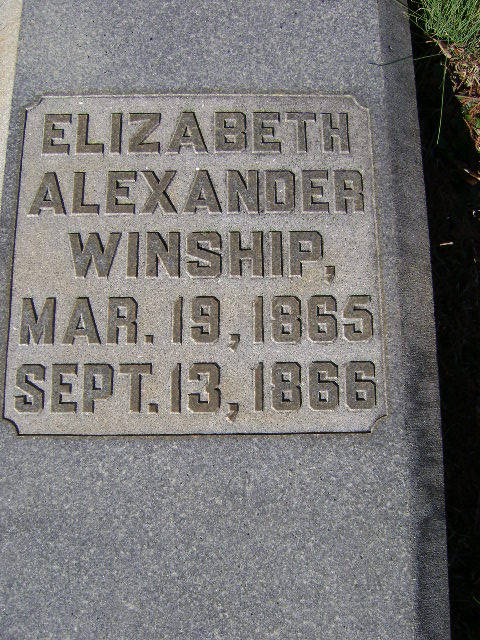 ELIZABETH
ALEXANDER
WINSHIP,
MAR. 19, 1865
SEPT. 13, 1866